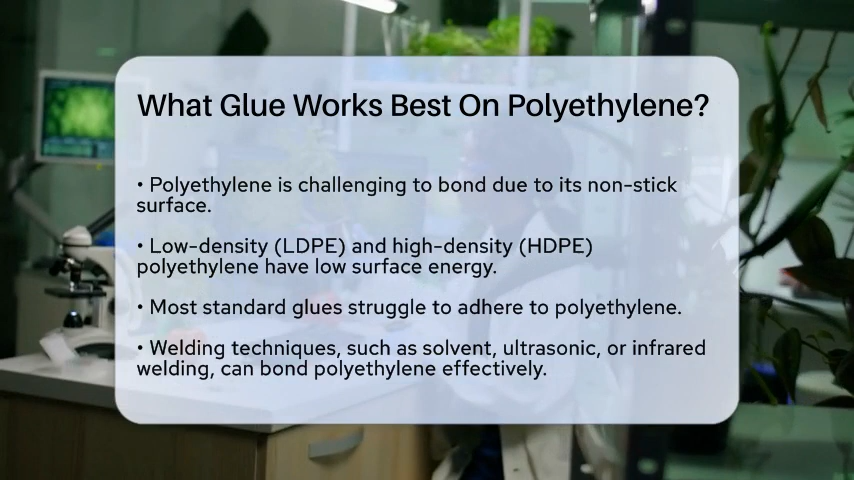 What Glue Works Best On Polyethylene?
• Polyethylene is challenging to bond due to its non-stick
surface.
• Low-density (LDPE) and high-density (HDPE)
polyethylene have low surface energy.
• Most standard glues struggle to adhere to polyethylene.
• Welding techniques, such as solvent, ultrasonic, or infrared
welding, can bond polyethylene effectively.